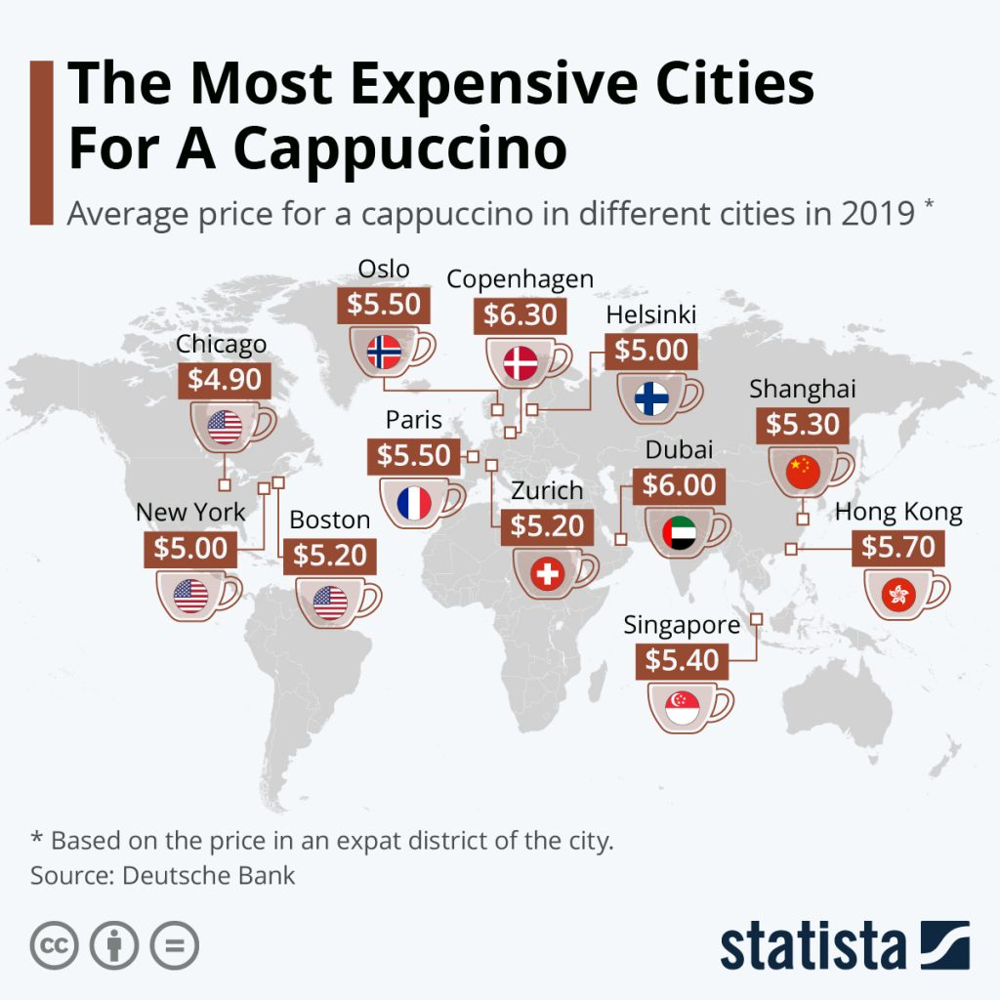 The Most Expensive Cities
For A Cappuccino
Average price for a cappuccino in different cities in 2019 *
Oslo
$5.50
Copenhagen
$6.30
Helsinki
$5.00
Chicago
$4.90
Shanghai
$5.30
Paris
$5.50
Dubai
$6.00
Zurich
$5.20
New York
$5.00
Boston
$5.20
Hong Kong
$5.70
Singapore
$5.40
* Based on the price in an expat district of the city.
Source: Deutsche Bank
cc
statista